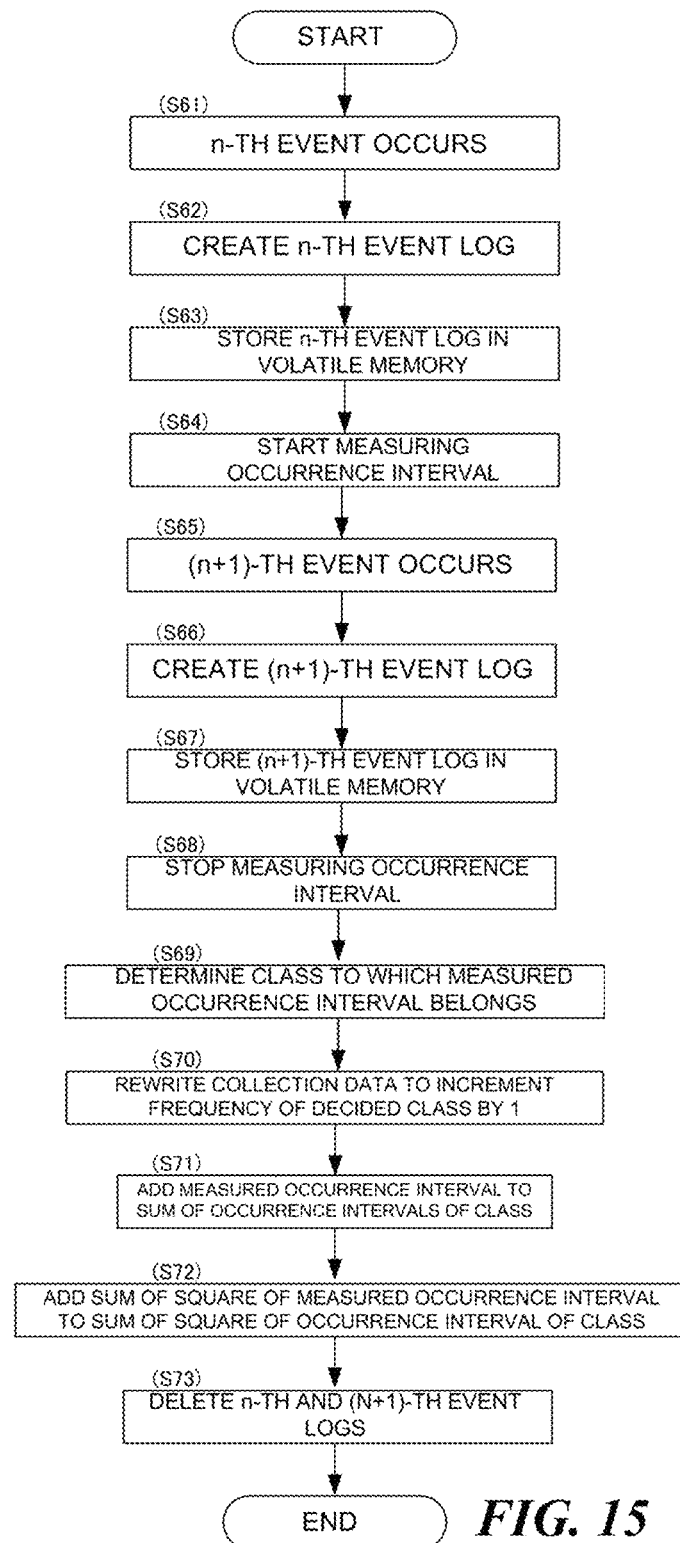 START
(S61)
n-TH EVENT OCCURS
(S62)
CREATE n-TH EVENT LOG
(S63)
STORE n-TH EVENT LOG IN
VOLATILE MEMORY
(S64)
START MEASURING
OCCURRENCE INTERVAL
(S65)
(n+1)-TH EVENT OCCURS
(S66)
CREATE (n+1)-TH EVENT LOG
(S67)
STORE (n+1)-TH EVENT LOG IN
VOLATILE MEMORY
(S68)
STOP MEASURING OCCURRENCE
INTERVAL
(S69)
DETERMINE CLASS TO WHICH MEASURED
OCCURRENCE INTERVAL BELONGS
(S70)
REWRITE COLLECTION DATA TO INCREMENT
FREQUENCY OF DECIDED CLASS BY 1
(S71)
ADD MEASURED OCCURRENCE INTERVAL TO
SUM OF OCCURRENCE INTERVALS OF CLASS
(S72)
ADD SUM OF SQUARE OF MEASURED OCCURRENCE INTERVAL
TO SUM OF SQUARE OF OCCURRENCE INTERVAL OF CLASS
(S73)
DELETE n-TH AND (N+1)-TH EVENT
LOGS
END
FIG. 15